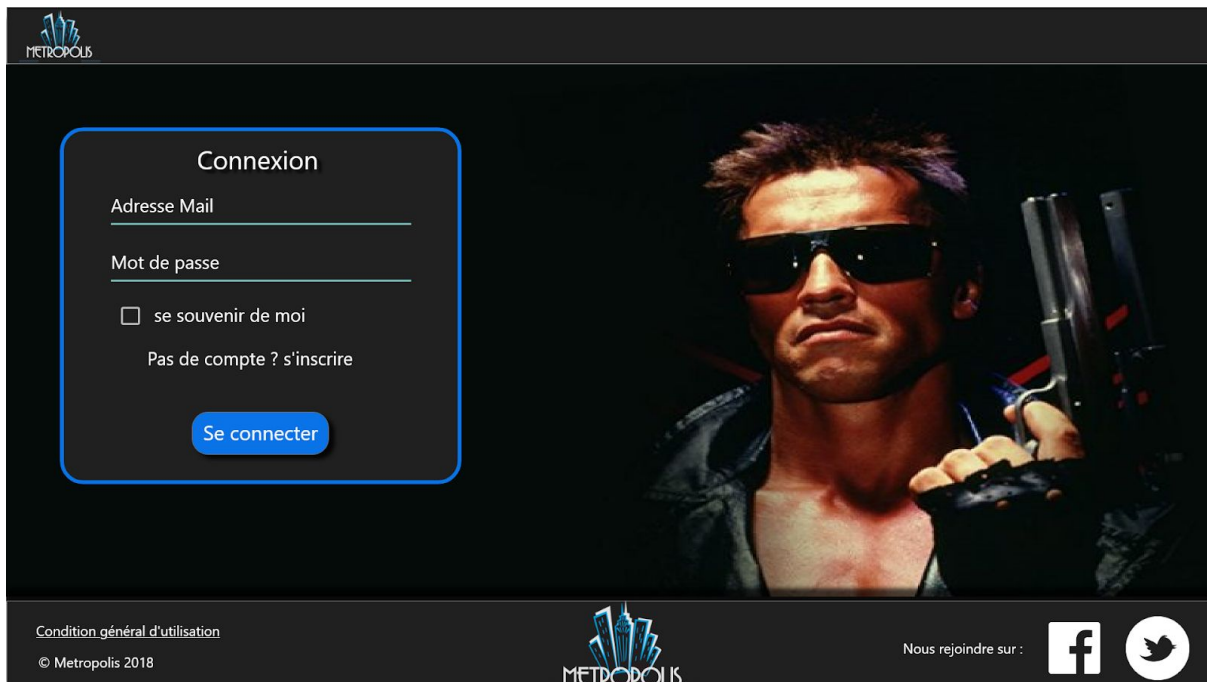 METROPOLIS
Connexion
Adresse Mail
Mot de passe
se souvenir de moi
Pas de compte ? s'inscrire
Se connecter
Condition général d'utilisation
© Metropolis 2018
METROPOLIS
Nous rejoindre sur :